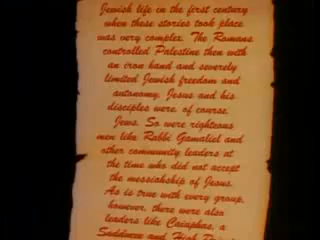 Jewish life in the first century
when these stories took place
was very complex. The Romans
controlled Palestine then with
an iron hand and severely
limited Jewish freedom and
autonomy. Jesus and his
disciples were, of course,
Jews. So were righteous
men like Rabbi Gamaliel and
other community leaders at
the time who did not accept
the messiahship of Jesus.
As is true with every group,
however, there were also
leaders like Caiaphas, a
Sadducee and High